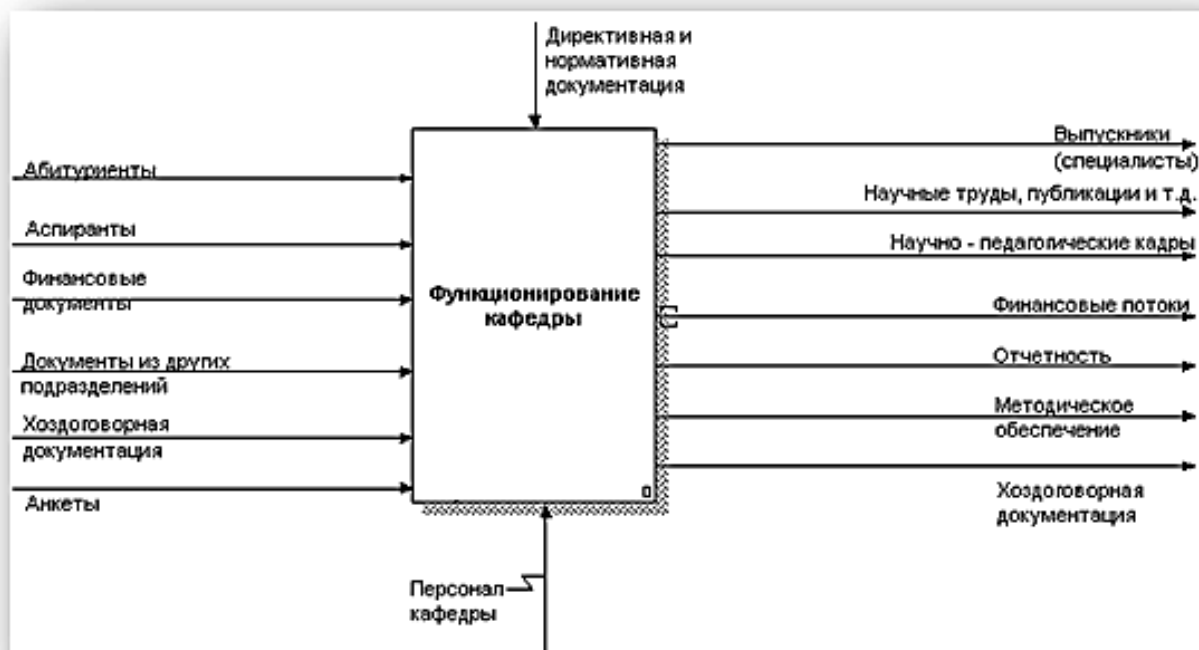 Директивная и
нормативная
документация
Абитуриенты
Аспиранты
Финансовые
документы
Документы из других
подразделений
Хоздоговорная
документация
Анкеты
Функционирование
кафедры
0
Выпускники
(специалисты)
Научные труды, публикации и т.д.
Научно - педагогические кадры
Финансовые потоки
Отчетность
Методическое
обеспечение
Хоздоговорная
документация
Персонал
кафедры